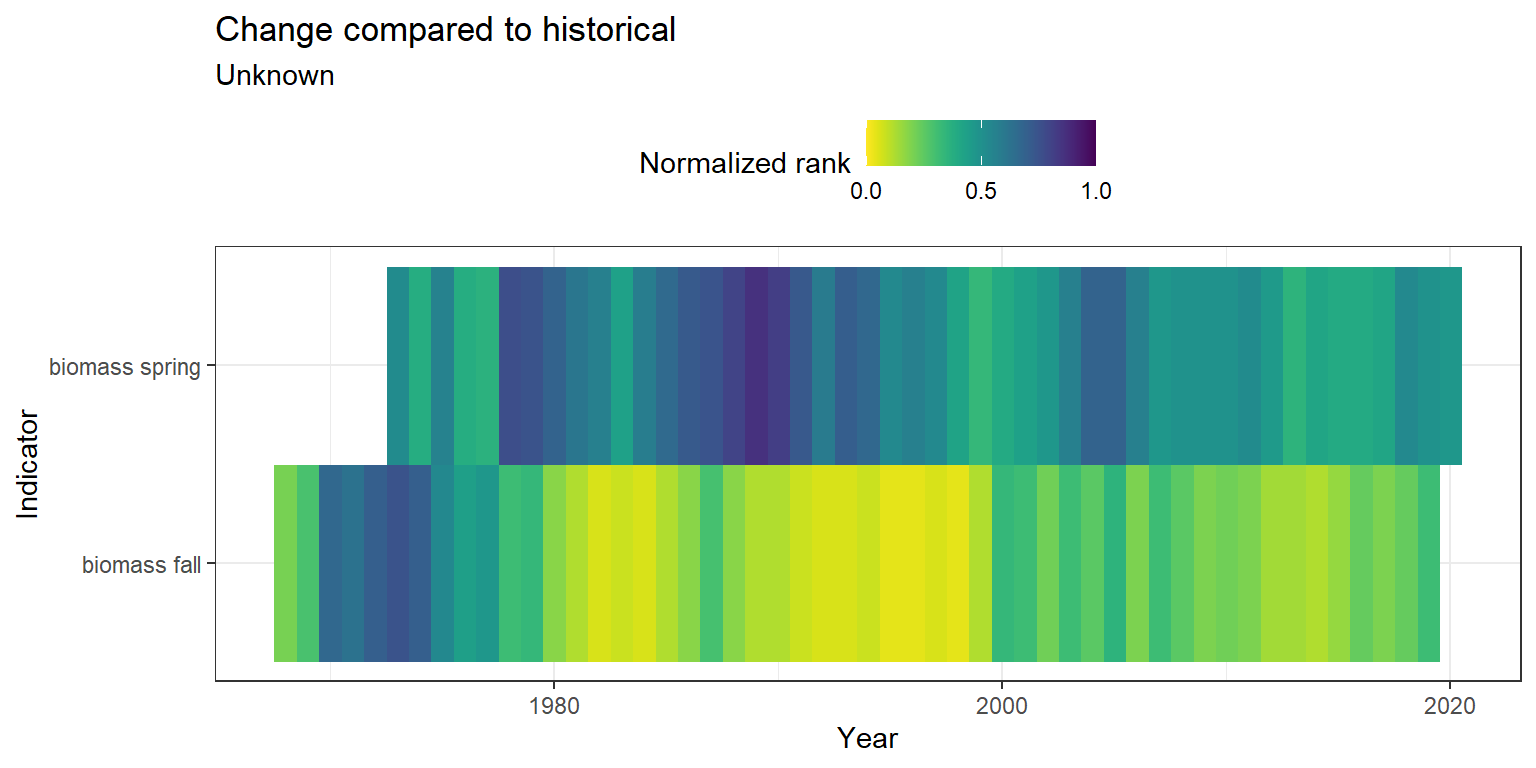 Change compared to historical
Unknown
Normalized rank
0.0 0.5 1.0
Indicator
biomass spring
biomass fall
1980 2000 2020
Year